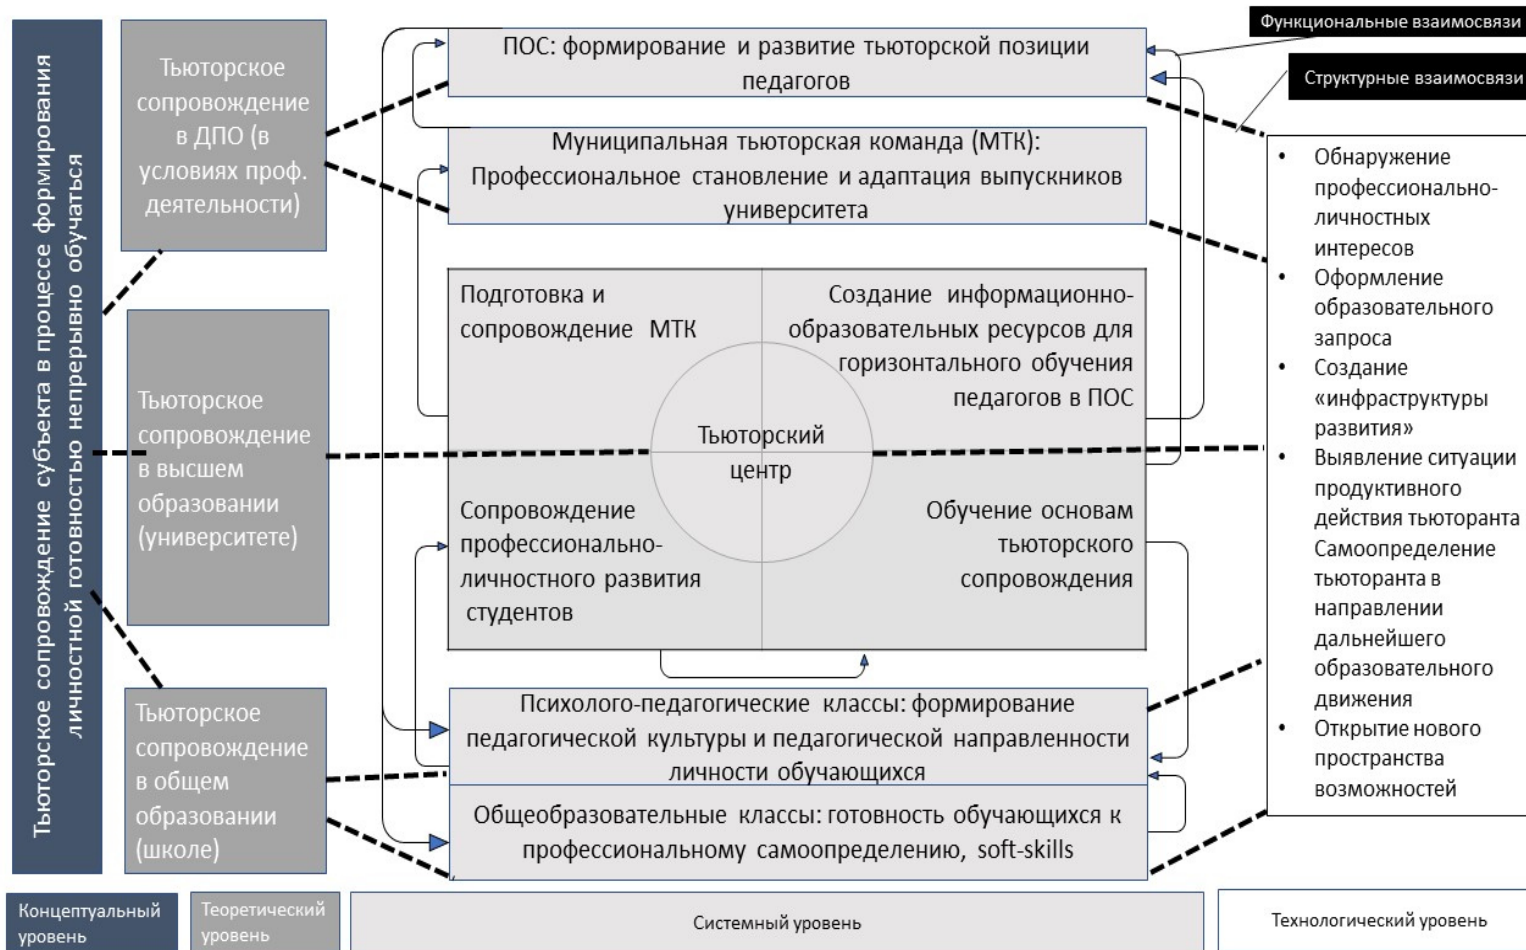 Тьюторское сопровождение субъекта в процессе формирования
личностной готовностью непрерывно обучаться
Тьюторское
сопровождение
в ДПО (в
условиях проф.
деятельности)
Тьюторское
сопровождение
в высшем
образовании
(университете)
Тьюторское
сопровождение
в общем
образовании
(школе)
ПОС: формирование и развитие тьюторской позиции
педагогов
Муниципальная тьюторская команда (МТК):
Профессиональное становление и адаптация выпускников
университета
Подготовка и
сопровождение МТК
Создание информационно-
образовательных ресурсов для
горизонтального обучения
педагогов в ПОС
Тьюторский
центр
Сопровождение
профессионально-
личностного развития
студентов
Обучение основам
тьюторского
сопровождения
Психолого-педагогические классы: формирование
педагогической культуры и педагогической направленности
личности обучающихся
Общеобразовательные классы: готовность обучающихся к
профессиональному самоопределению, soft-skills
Функциональные взаимосвязи
Структурные взаимосвязи
• Обнаружение
профессионально-
личностных
интересов
• Оформление
образовательного
запроса
• Создание
«инфраструктуры
развития»
• Выявление ситуации
продуктивного
действия тьюторанта
Самоопределение
тьюторанта в
направлении
дальнейшего
образовательного
движения
• Открытие нового
пространства
возможностей
Концептуальный
уровень
Теоретический
уровень
Системный уровень
Технологический уровень